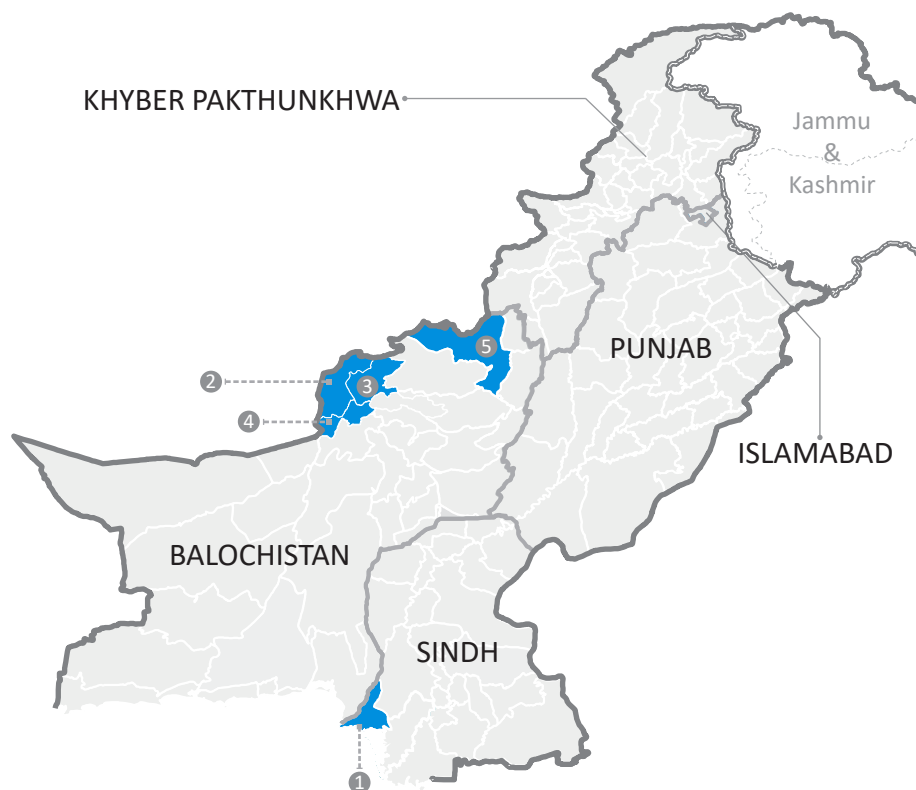 KHYBER PAKTHUNKHWA
Jammu
&
Kashmir
PUNJAB
5
2
3
4
ISLAMABAD
BALOCHISTAN
SINDH
1